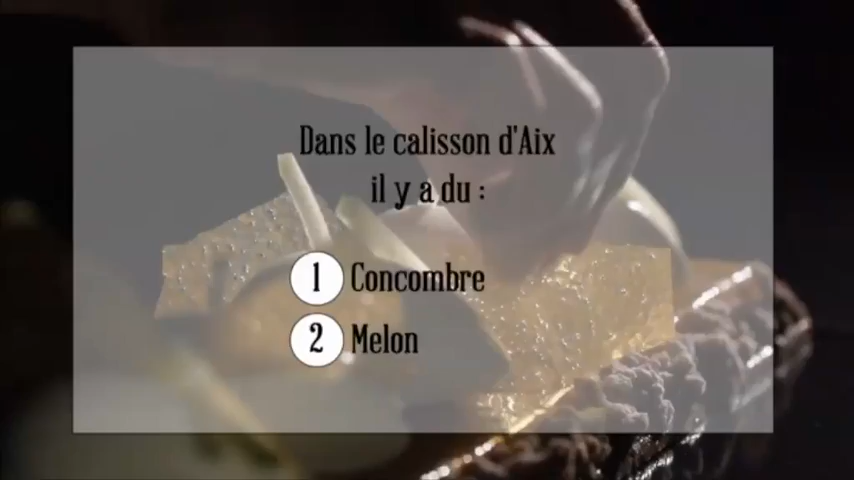 Dans le calisson d'Aix
il y a du :
1 Concombre
2 Melon